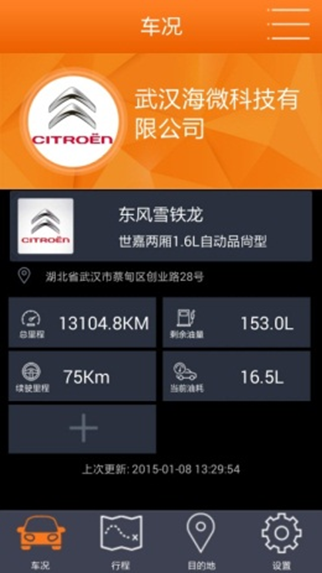 车况
武汉海微科技有
限公司
CITROËN
东风雪铁龙
世嘉两厢1.6L自动品尚型
CITROËN
湖北省武汉市蔡甸区创业路28号
总里程
13104.8KM
剩余油量
153.0L
续驶里程
75Km
当前油耗
16.5L
上次更新: 2015-01-08 13:29:54
车况
行程
目的地
设置